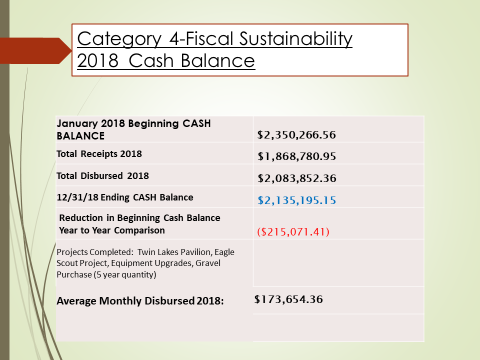 Category 4-Fiscal Sustainability
2018 Cash Balance
January 2018 Beginning CASH
BALANCE
$2,350,266.56
Total Receipts 2018
$1,868,780.95
Total Disbursed 2018
$2,083,852.36
12/31/18 Ending CASH Balance
$2,135,195.15
Reduction in Beginning Cash Balance
Year to Year Comparison
($215,071.41)
Projects Completed: Twin Lakes Pavilion, Eagle
Scout Project, Equipment Upgrades, Gravel
Purchase (5 year quantity)
Average Monthly Disbursed 2018:
$173,654.36